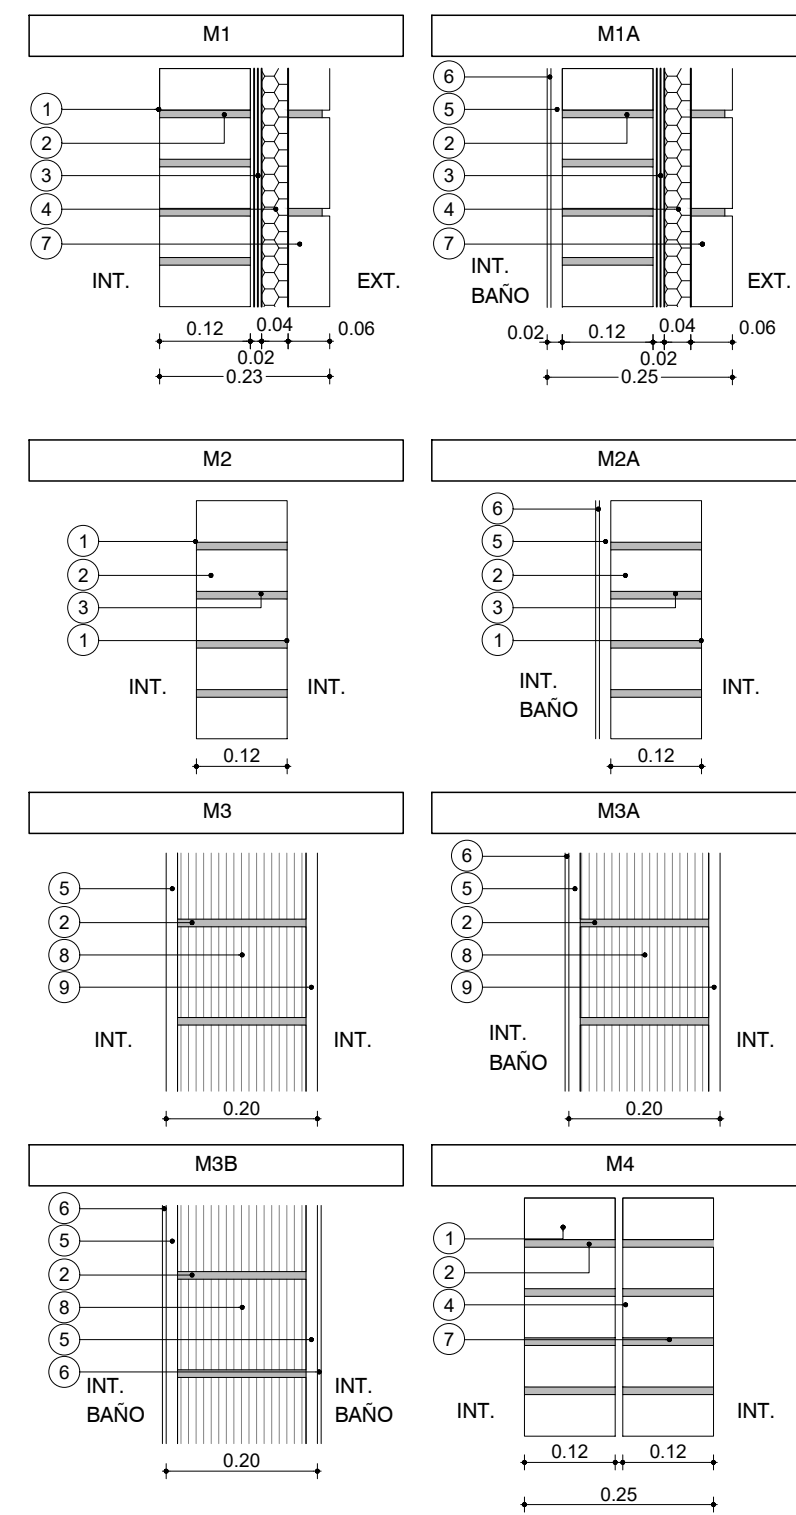 M1
1
2
3
4
7
INT.
EXT.
0.12
0.04
0.06
0.02
0.23
M1A
6
5
2
3
4
7
INT.
BAÑO
EXT.
0.02
0.12
0.04
0.06
0.02
0.25
M2
1
2
3
1
INT.
INT.
0.12
M2A
6
5
2
3
1
INT.
BAÑO
INT.
0.12
M3
5
2
8
9
INT.
INT.
0.20
M3A
6
5
2
8
9
INT.
BAÑO
INT.
0.20
M3B
6
5
2
8
5
6
INT.
BAÑO
INT.
BAÑO
0.20
M4
1
2
4
7
INT.
INT.
0.12
0.12
0.25